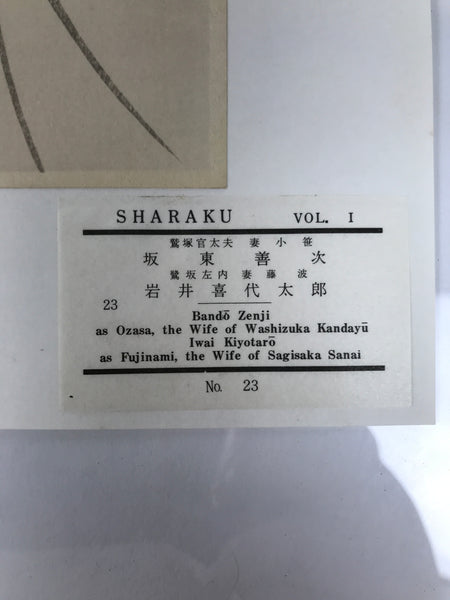 SHARAKU VOL. I
鷲塚官太夫 妻 小 笹
坂 東 善 次
鷺坂左内 妻 藤 波
岩 井 喜 代 太 郎
23
Bandō Zenji
as Ozasa, the Wife of Washizuka Kandayū
Iwai Kiyotarō
as Fujinami, the Wife of Sagisaka Sanai
No. 23